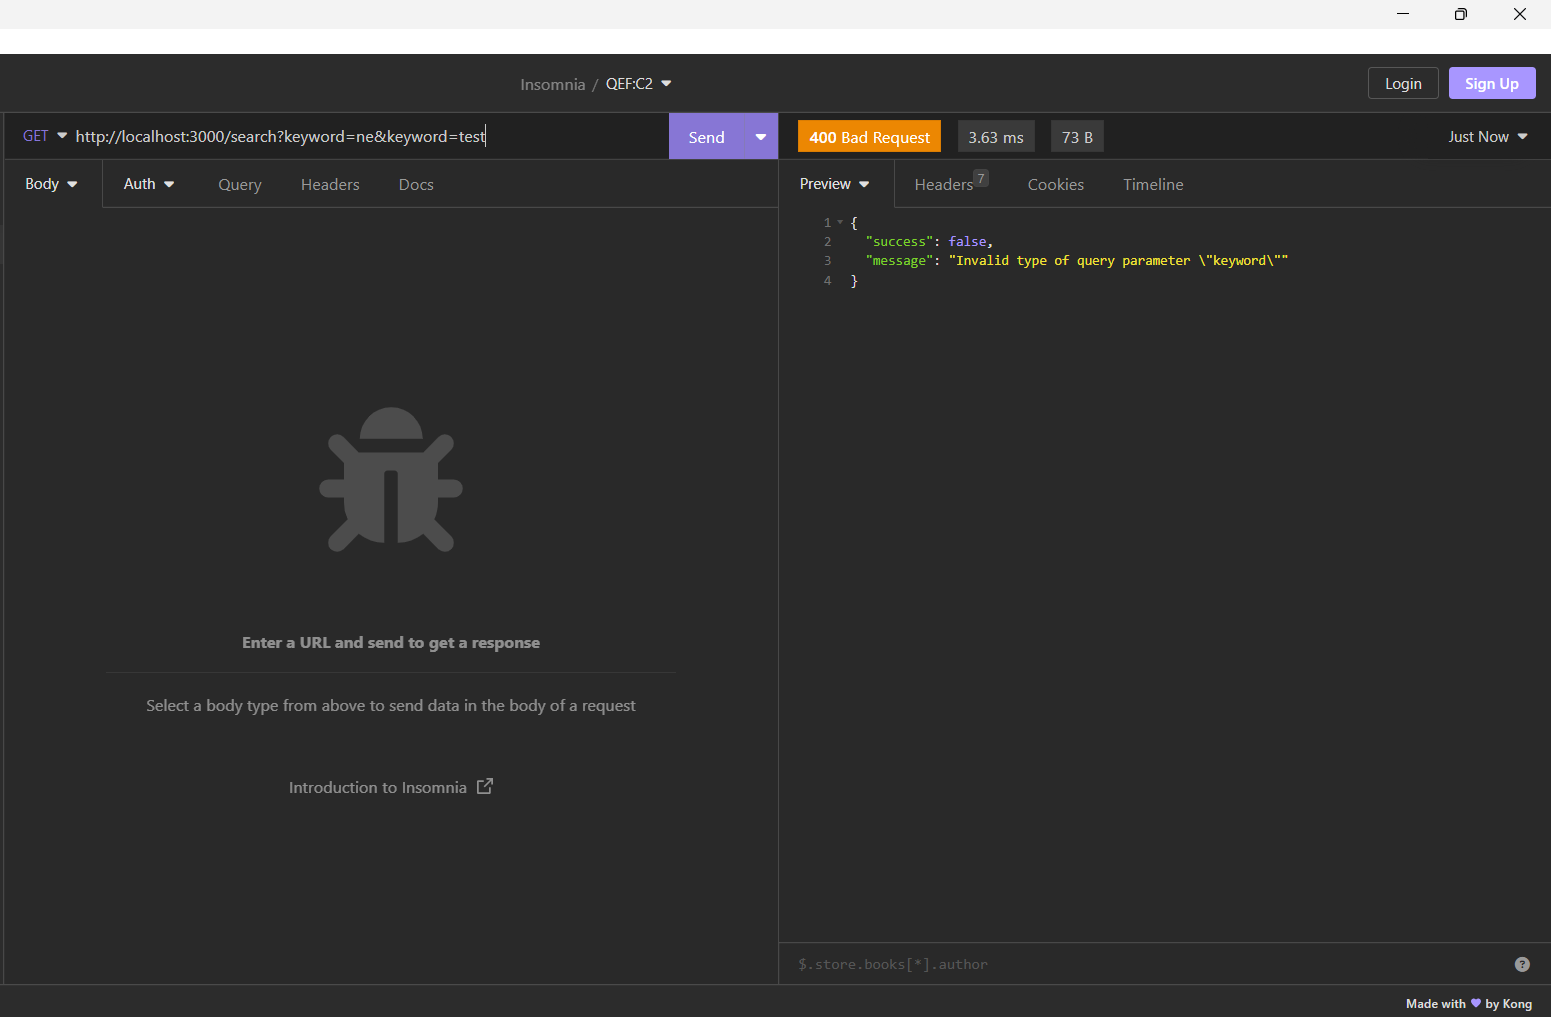 Insomnia / QEF:C2
Login
Sign Up
GET http://localhost:3000/search?keyword=ne&keyword=test
Send
400 Bad Request
3.63 ms
73 B
Just Now
Body
Auth
Query
Headers
Docs
Preview
Headers 7
Cookies
Timeline
1 {
2 "success": false,
3 "message": "Invalid type of query parameter \"keyword\""
4 }
Enter a URL and send to get a response
Select a body type from above to send data in the body of a request
Introduction to Insomnia
$.store.books[*].author
?
Made with 💜 by Kong